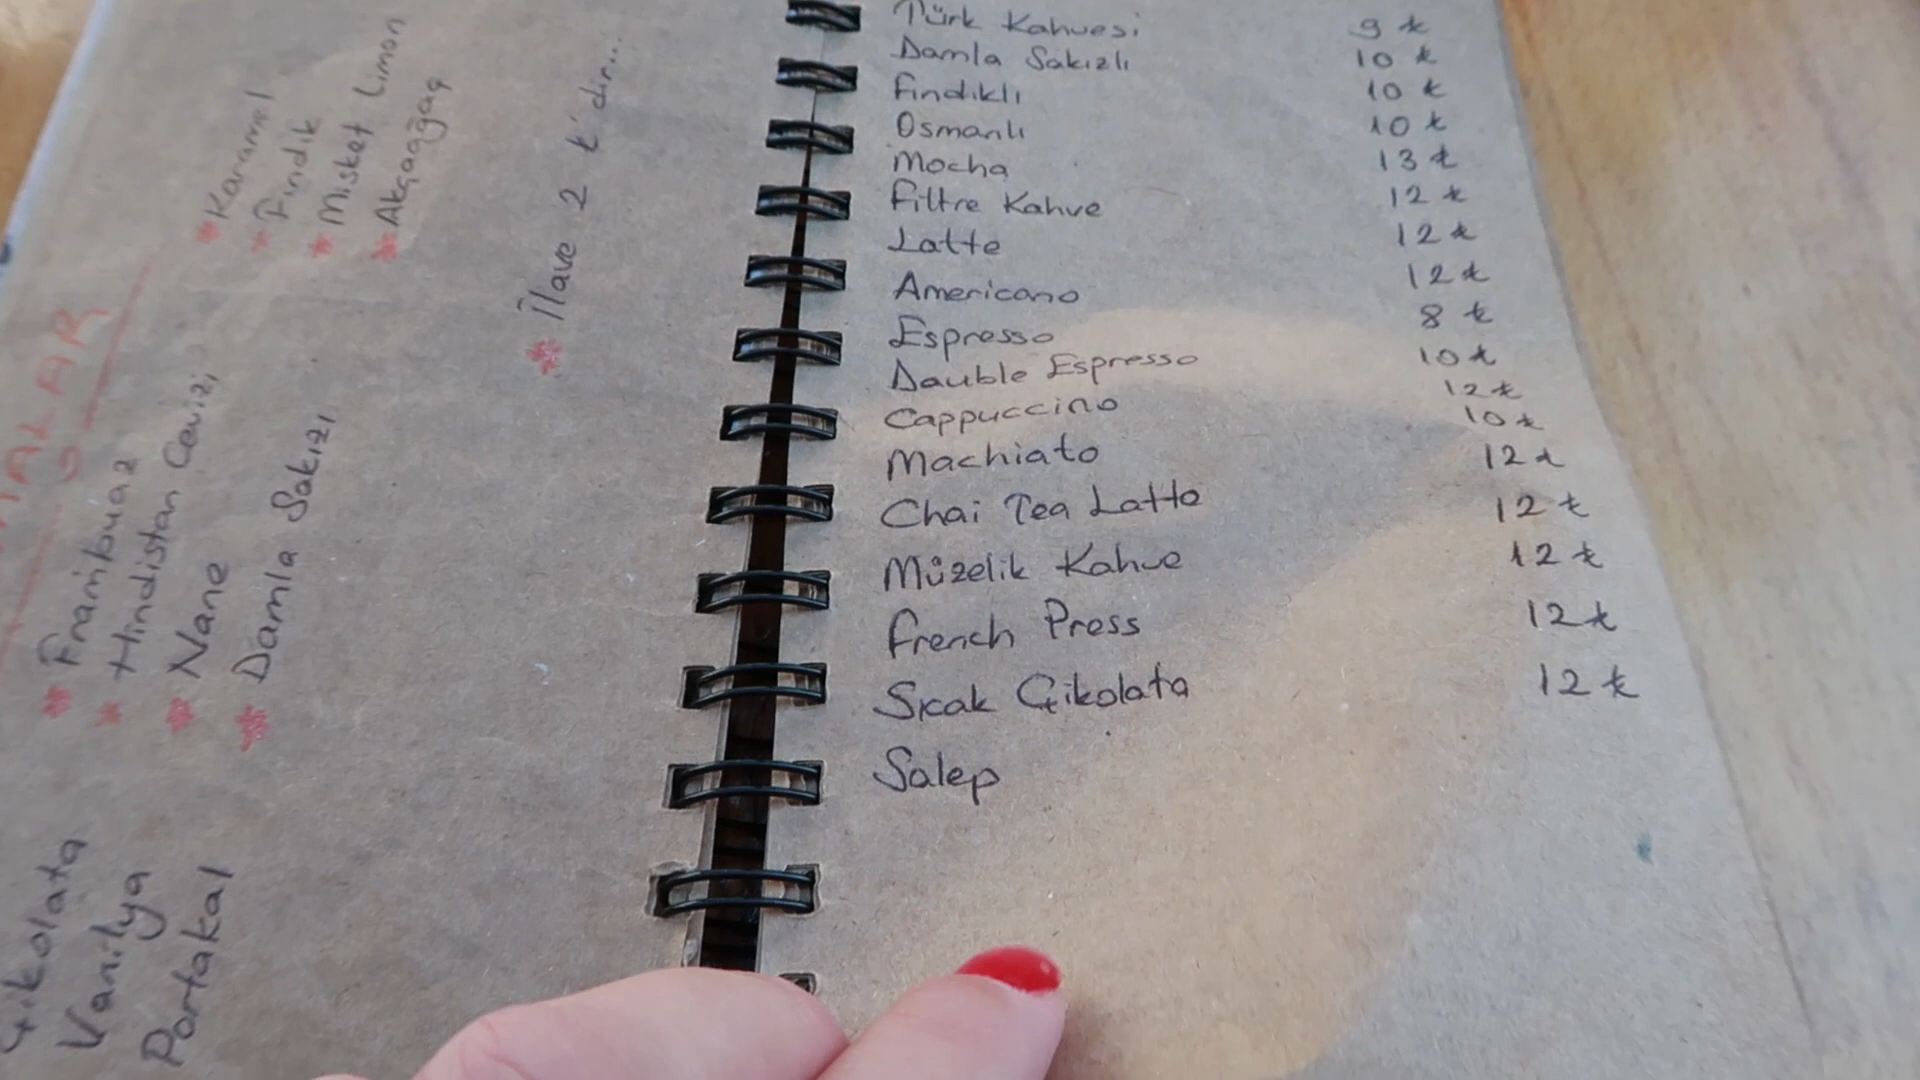 Karamel
Fındık
Misket Limon
Akçaağaç
Frambuaz
Hindistan Cevizi
Nane
Damla Sakızı
Çikolata
Vanilya
Portakal
İlave 2 ₺'dir...
Türk Kahvesi 9 ₺
Damla Sakızlı 10 ₺
Fındıklı 10 ₺
Osmanlı 10 ₺
Mocha 13 ₺
Filtre Kahve 12 ₺
Latte 12 ₺
Americano 12 ₺
Espresso 8 ₺
Dauble Espresso 10 ₺
Cappuccino 12 ₺
Machiato 10 ₺
Chai Tea Latte 12 ₺
Müzelik Kahve 12 ₺
French Press 12 ₺
Sıcak Çikolata 12 ₺
Salep 12 ₺